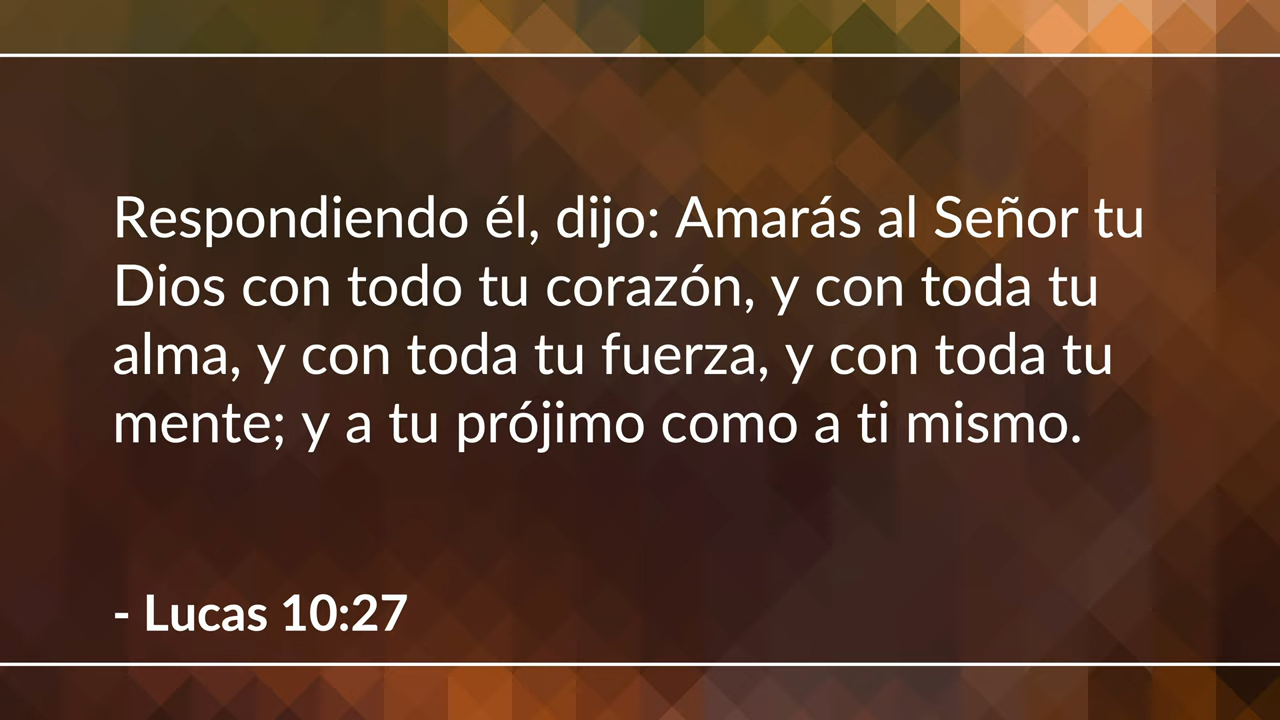 Respondiendo él, dijo: Amarás al Señor tu
Dios con todo tu corazón, y con toda tu
alma, y con toda tu fuerza, y con toda tu
mente; y a tu prójimo como a ti mismo.
- Lucas 10:27